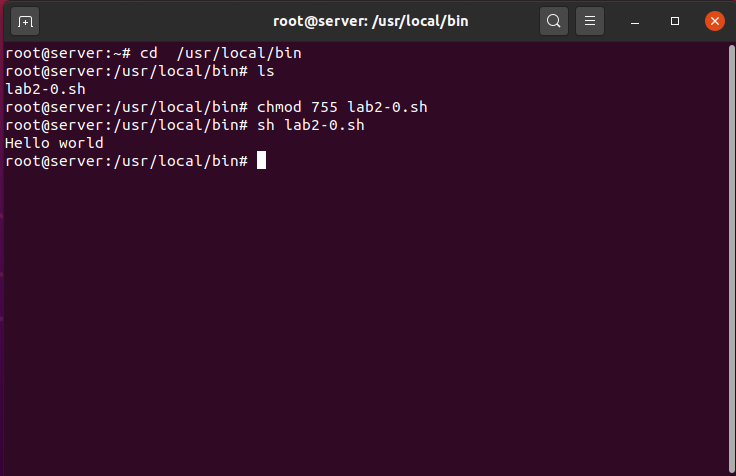 root@server: /usr/local/bin
root@server:~# cd  /usr/local/bin
root@server:/usr/local/bin# ls
lab2-0.sh
root@server:/usr/local/bin# chmod 755 lab2-0.sh
root@server:/usr/local/bin# sh lab2-0.sh
Hello world
root@server:/usr/local/bin#